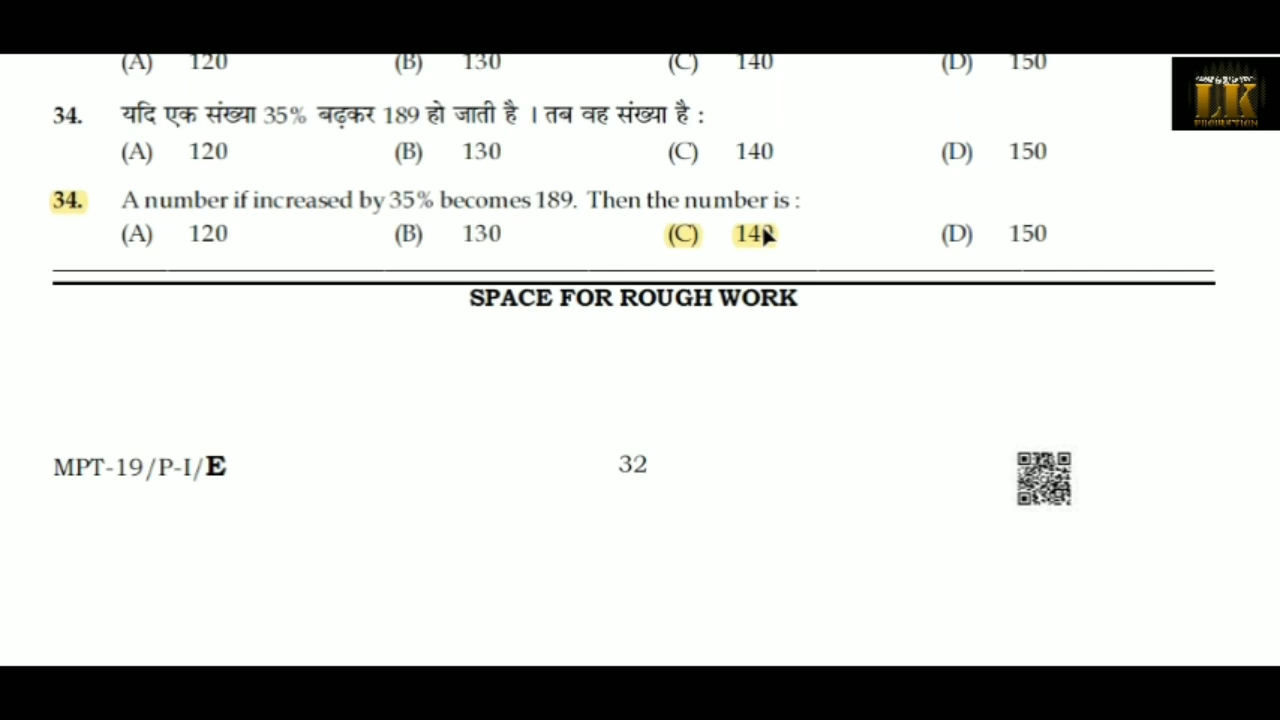 (A) 120 (B) 130 (C) 140 (D) 150
34. यदि एक संख्या 35% बढ़कर 189 हो जाती है । तब वह संख्या है :
(A) 120 (B) 130 (C) 140 (D) 150
34. A number if increased by 35% becomes 189. Then the number is :
(A) 120 (B) 130 (C) 140 (D) 150
SPACE FOR ROUGH WORK
MPT-19/P-I/E 32
LK
PRODUCTION